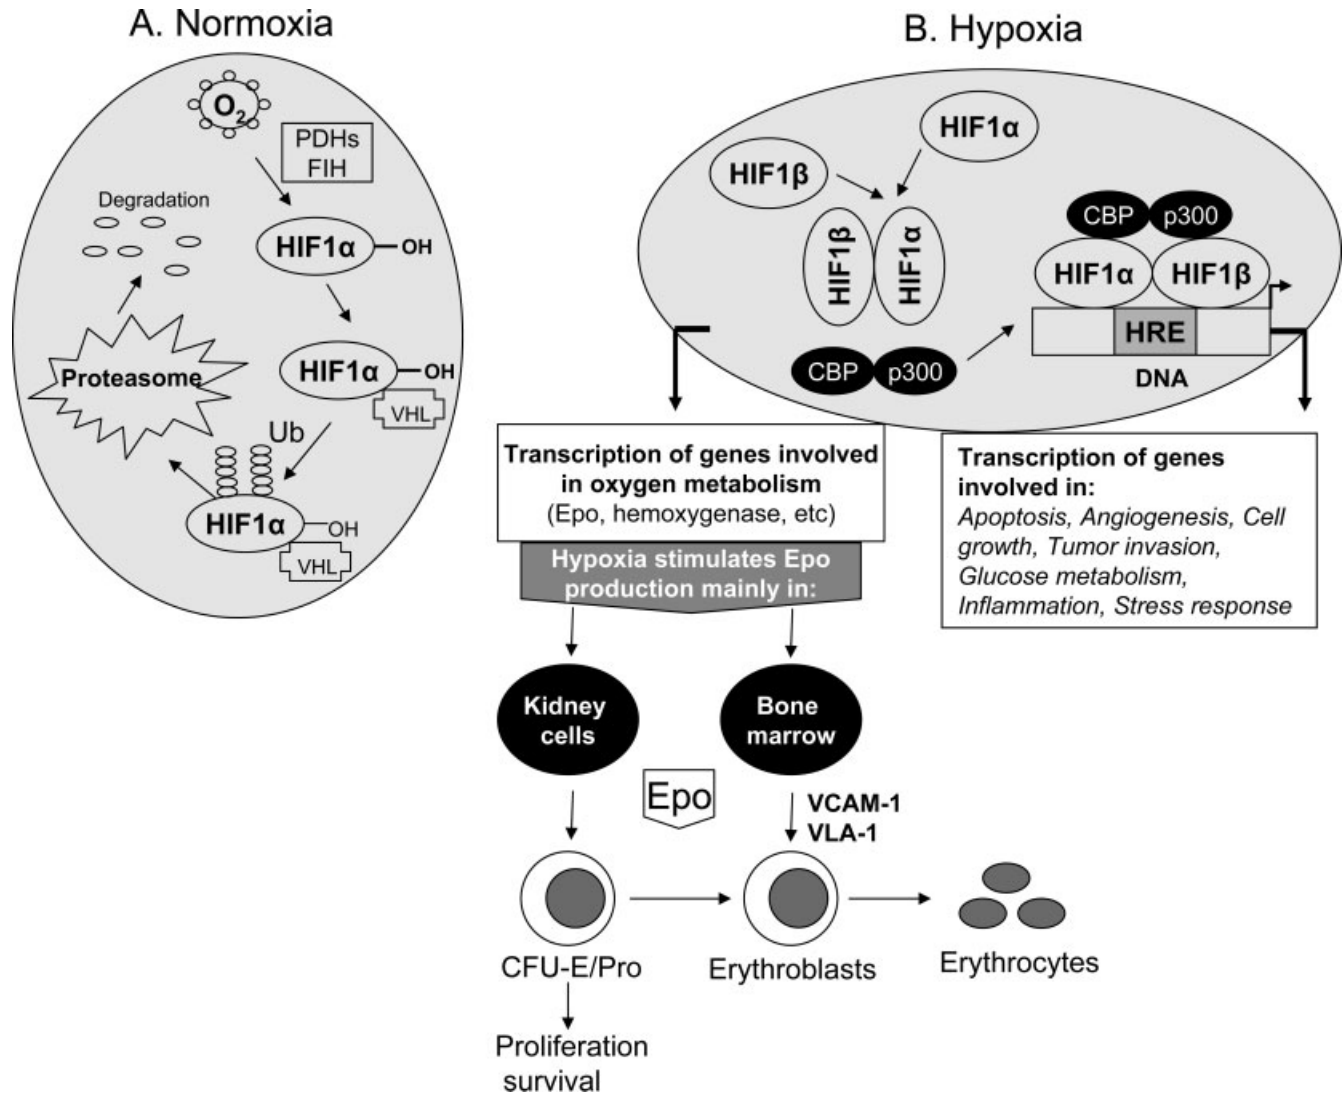 A. Normoxia
O2
PDHs
FIH
Degradation
HIF1α
OH
HIF1α
OH
VHL
Proteasome
Ub
HIF1α
OH
VHL
B. Hypoxia
HIF1α
HIF1β
HIF1β
HIF1α
CBP
p300
CBP
p300
HIF1α
HIF1β
HRE
DNA
Transcription of genes involved
in oxygen metabolism
(Epo, hemoxygenase, etc)
Hypoxia stimulates Epo
production mainly in:
Transcription of genes
involved in:
Apoptosis, Angiogenesis, Cell
growth, Tumor invasion,
Glucose metabolism,
Inflammation, Stress response
Kidney
cells
Bone
marrow
Epo
VCAM-1
VLA-1
CFU-E/Pro
Erythroblasts
Erythrocytes
Proliferation
survival